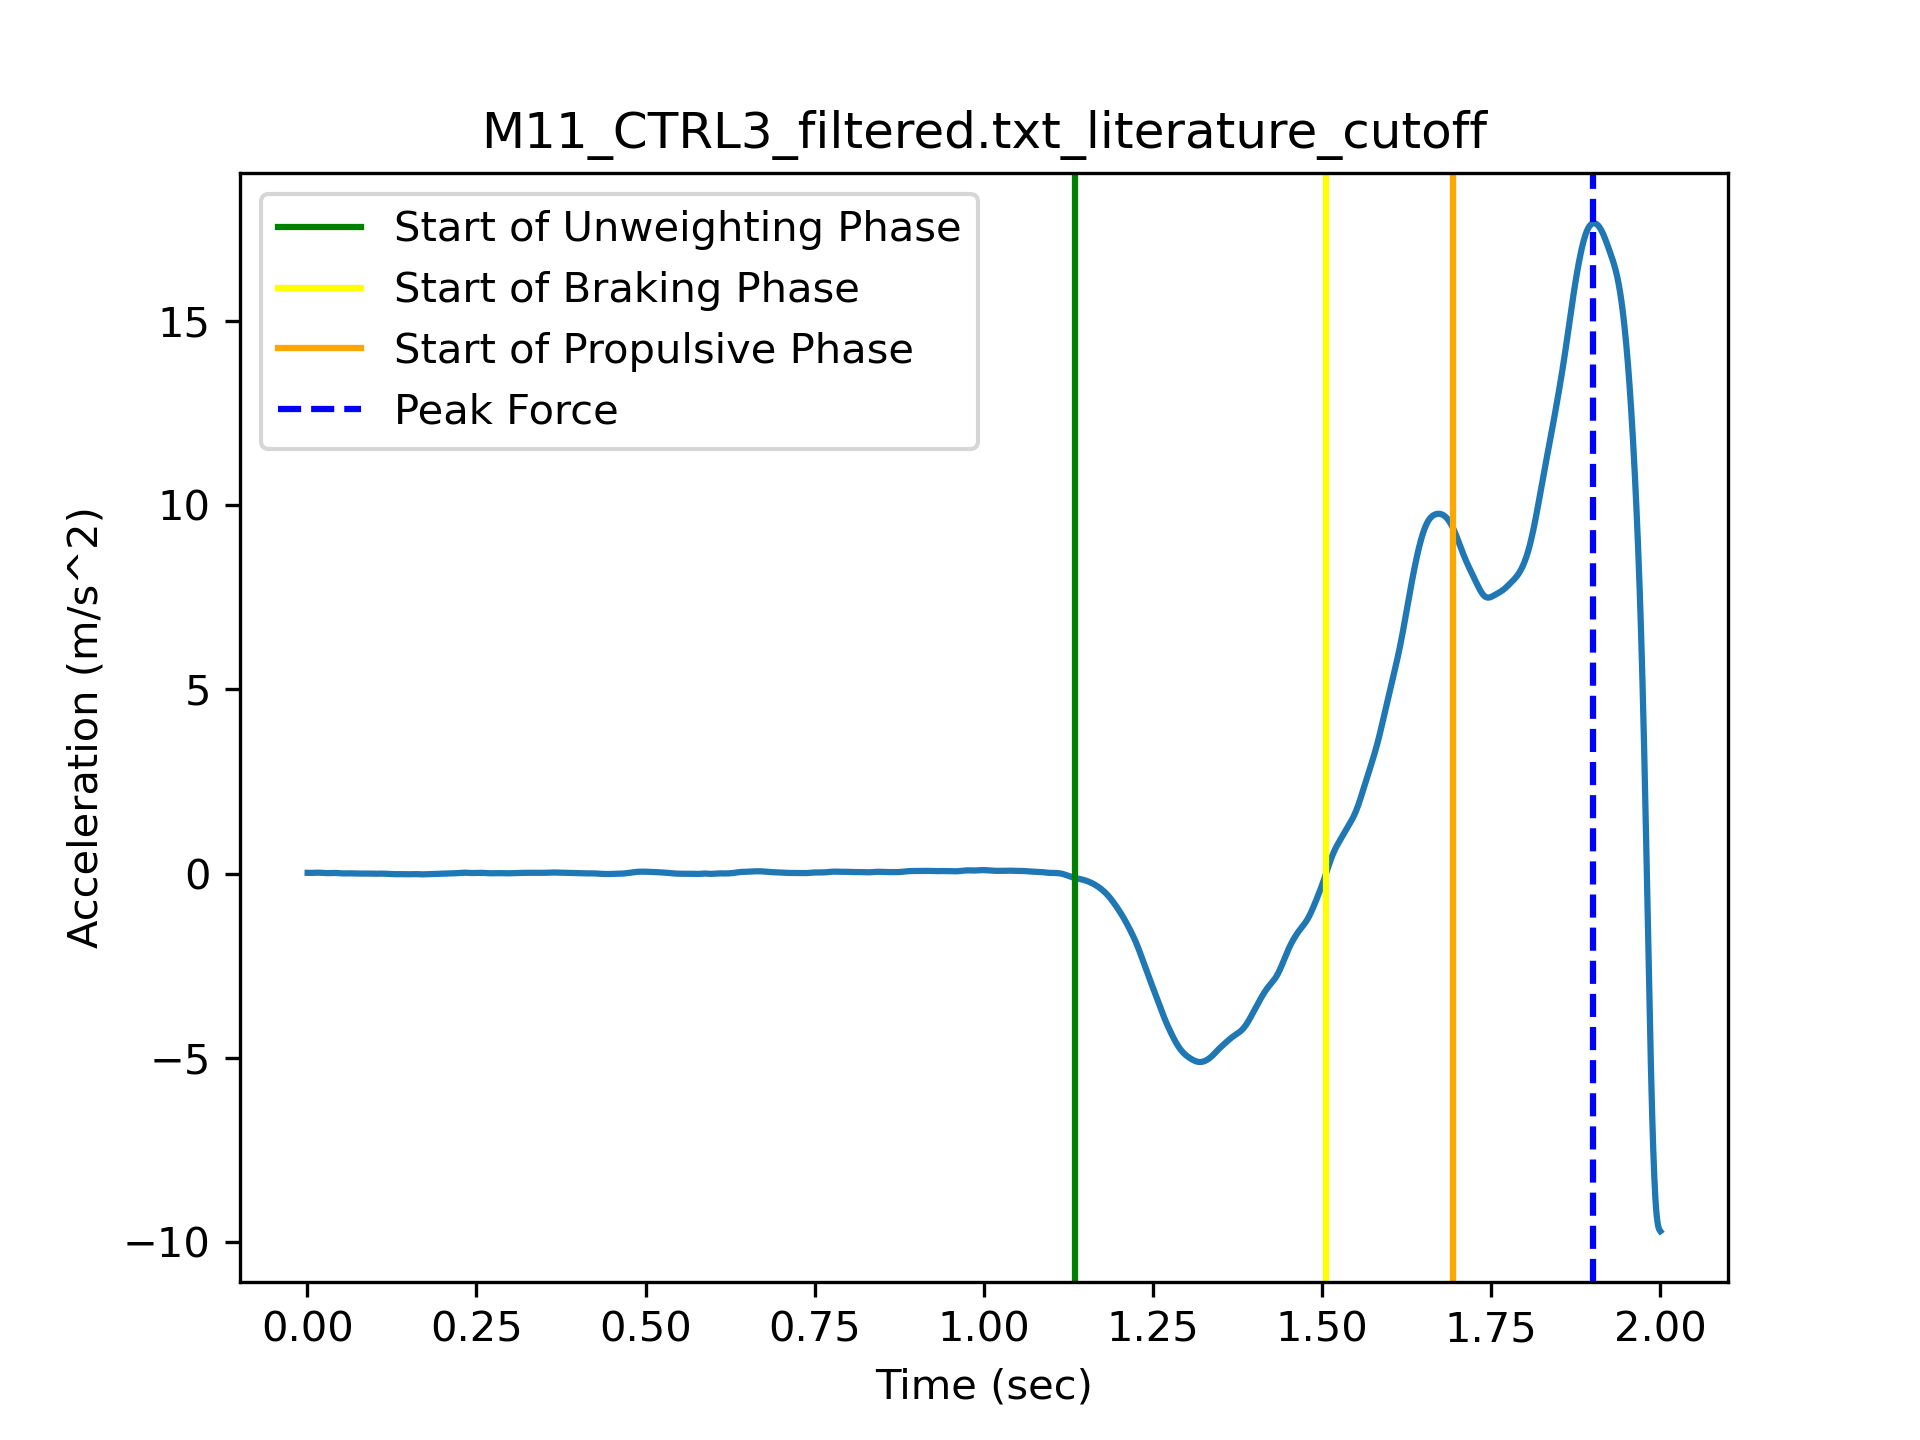 M11_CTRL3_filtered.txt_literature_cutoff
Start of Unweighting Phase
Start of Braking Phase
Start of Propulsive Phase
Peak Force
Acceleration (m/s^2)
15
10
5
0
−5
−10
0.00 0.25 0.50 0.75 1.00 1.25 1.50 1.75 2.00
Time (sec)